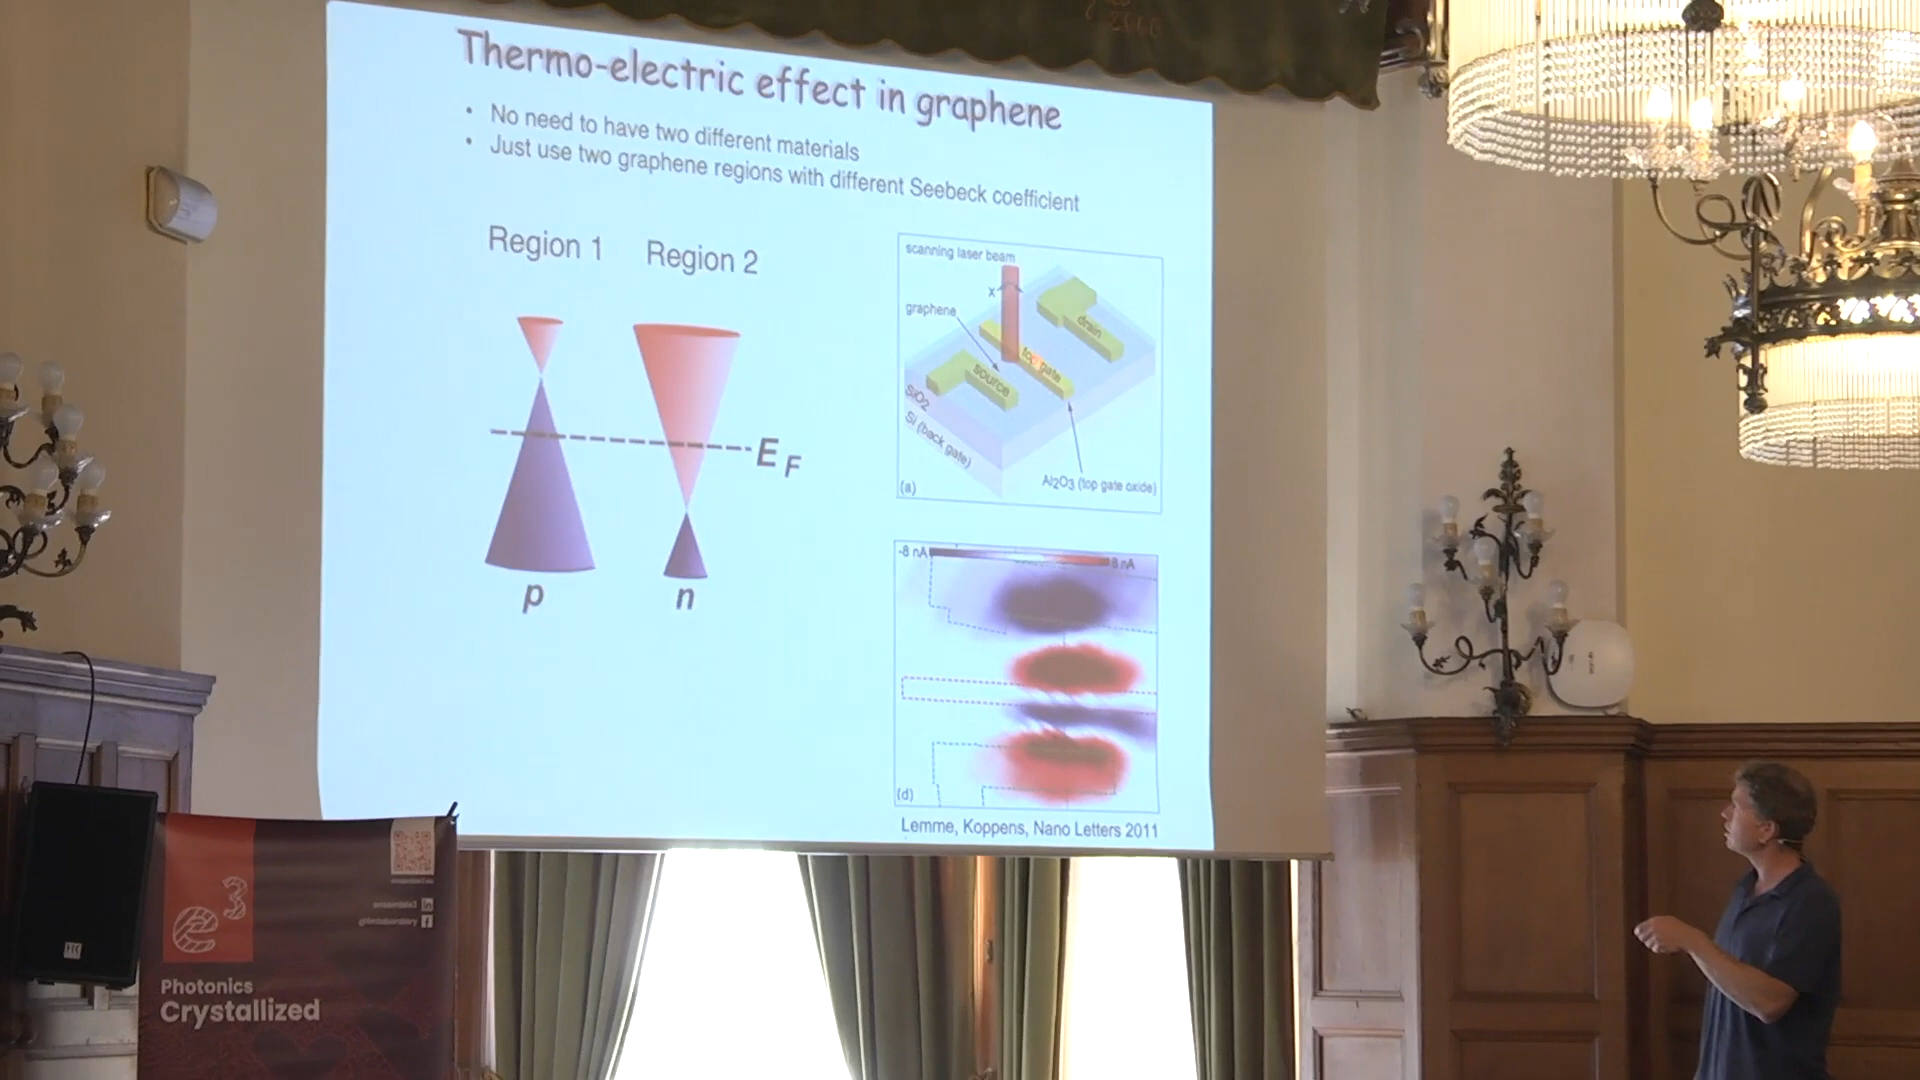 Thermo-electric effect in graphene
• No need to have two different materials
• Just use two graphene regions with different Seebeck coefficient
Region 1 Region 2
E F
p n
scanning laser beam
x
graphene
drain
top gate
source
SiO2
Si (back gate)
Al2O3 (top gate oxide)
(a)
-8 nA 8 nA
(d)
Lemme, Koppens, Nano Letters 2011
e3
Photonics
Crystallized